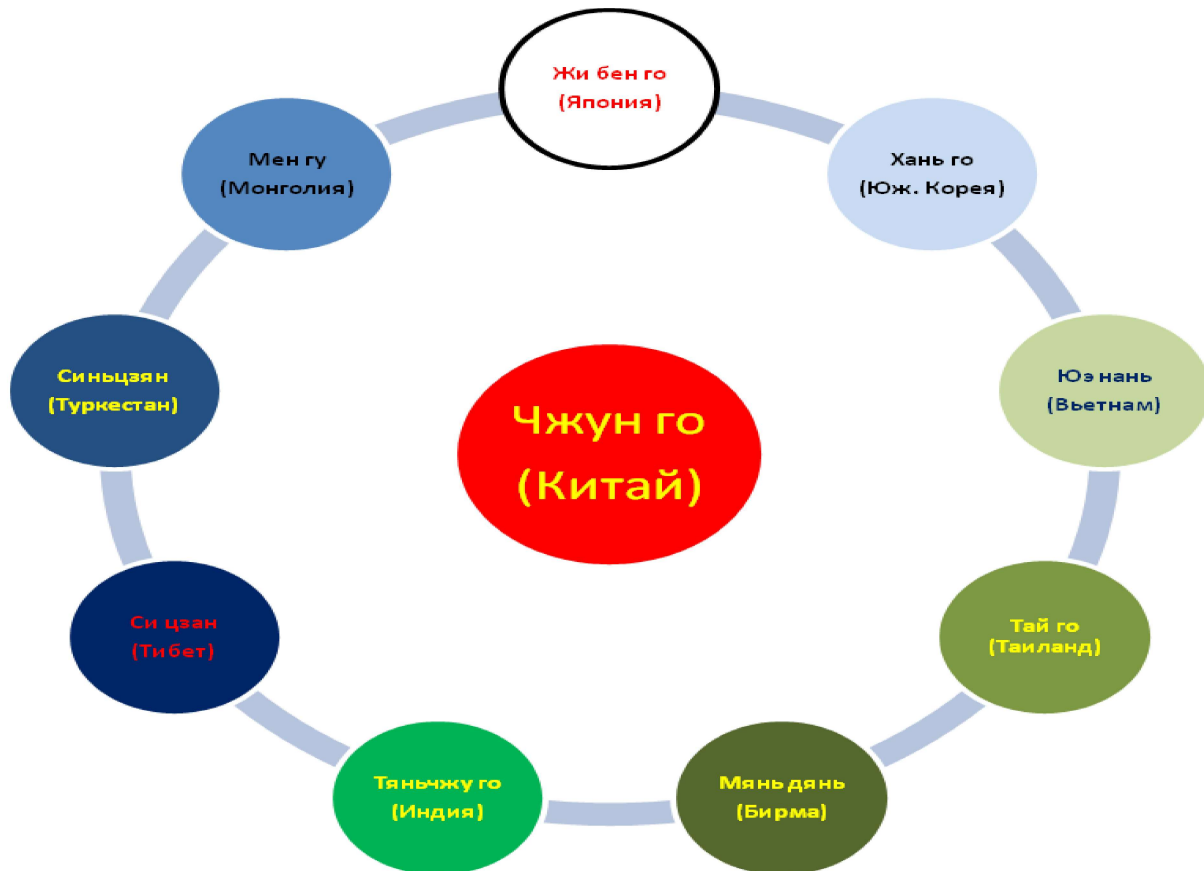 Жи бен го
(Япония)
Хань го
(Юж. Корея)
Юэ нань
(Вьетнам)
Тай го
(Таиланд)
Мянь дянь
(Бирма)
Тяньчжу го
(Индия)
Си цзан
(Тибет)
Синьцзян
(Туркестан)
Мен гу
(Монголия)
Чжун го
(Китай)